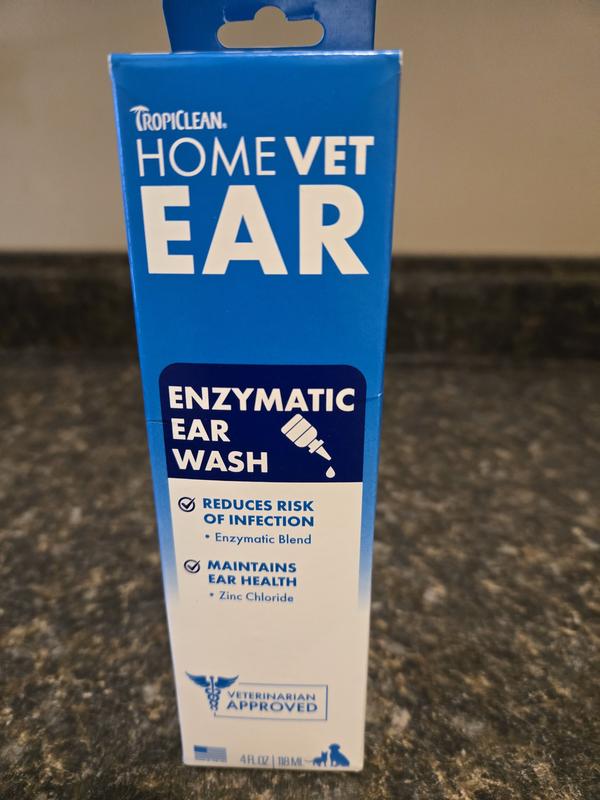 TROPICLEAN®
HOME VET
EAR
ENZYMATIC
EAR
WASH
REDUCES RISK
OF INFECTION
• Enzymatic Blend
MAINTAINS
EAR HEALTH
• Zinc Chloride
VETERINARIAN
APPROVED
4 FL OZ | 118 ML